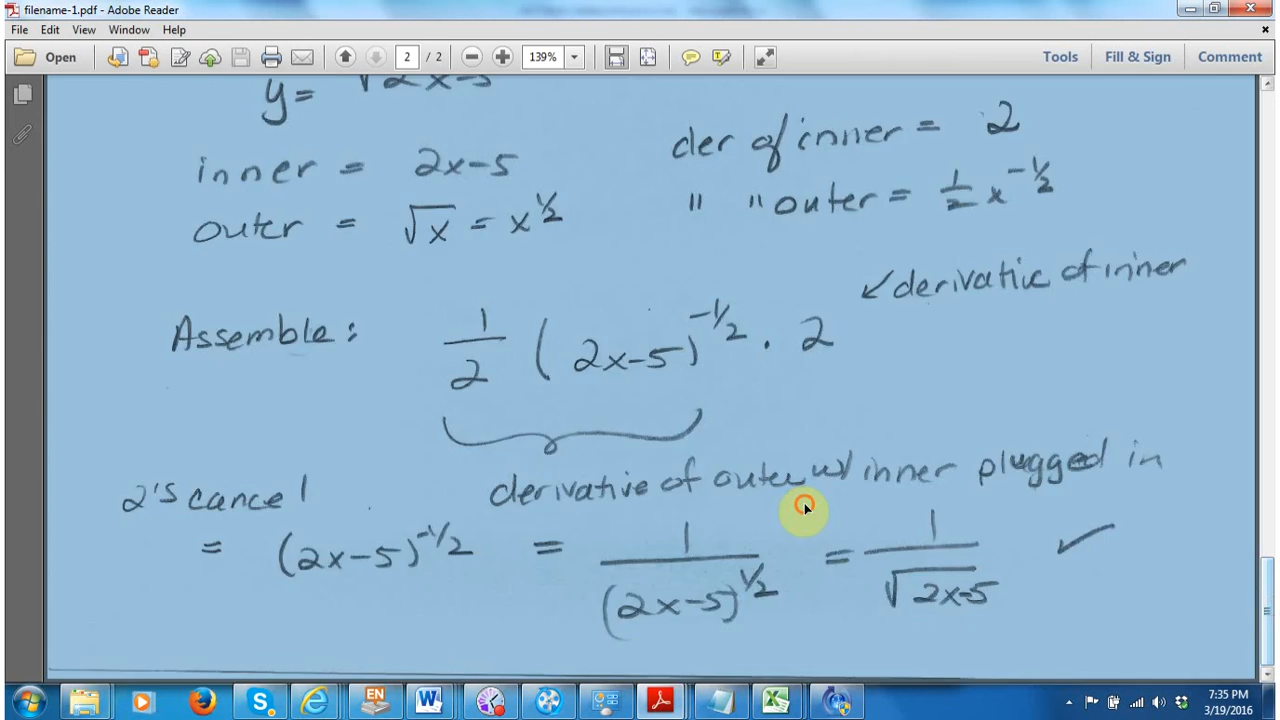 filename-1.pdf - Adobe Reader
File Edit View Window Help
Open 2 / 2 139% Tools Fill & Sign Comment
y = √2x-5
inner = 2x-5 der of inner = 2
outer = √x = x^½ " " outer = 1/2 x^-½
↙ derivative of inner
Assemble: 1/2 (2x-5)^-½ · 2
derivative of outer w/ inner plugged in
2's cancel
= (2x-5)^-½ = 1/(2x-5)^½ = 1/√2x-5 ✓
7:35 PM
3/19/2016